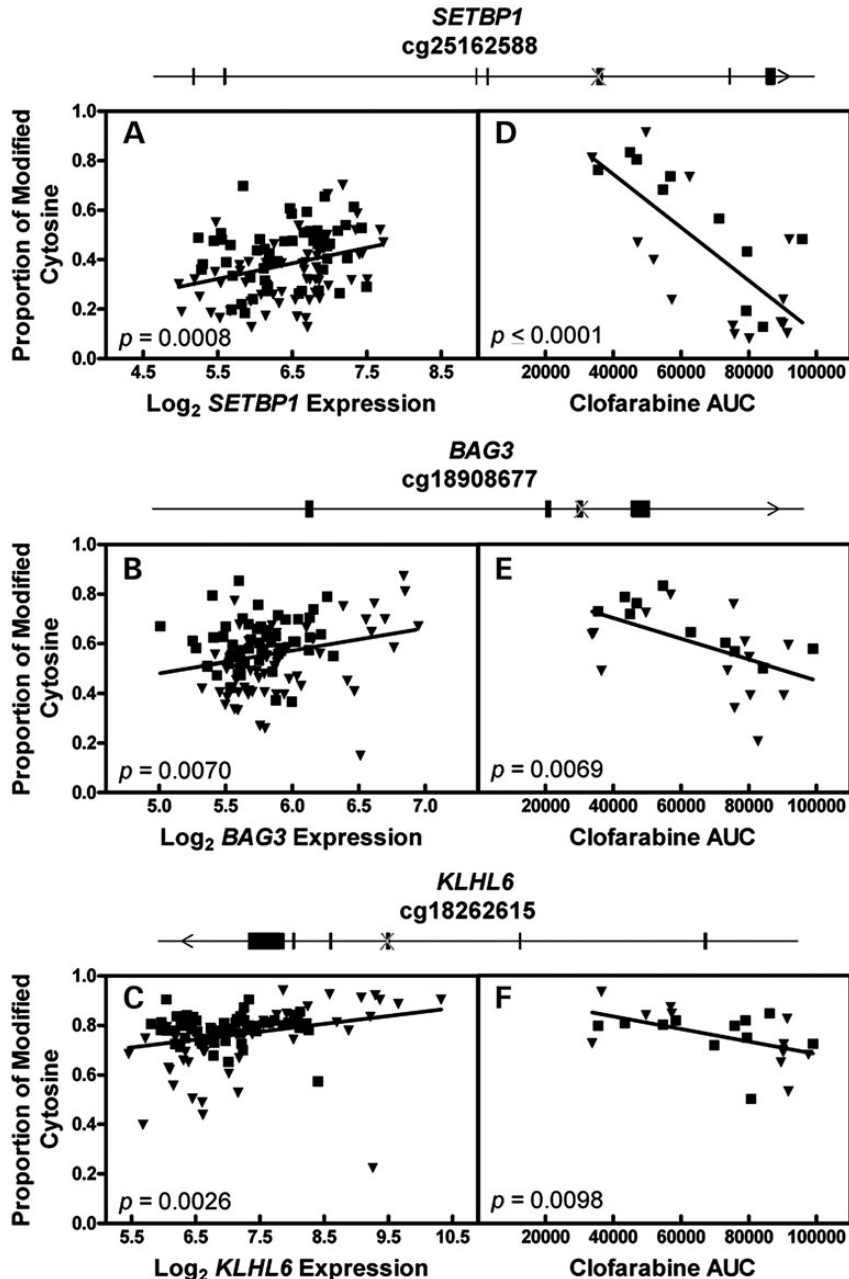 SETBP1
cg25162588
Proportion of Modified
Cytosine
1.0
0.8
0.6
0.4
0.2
0.0
A
p = 0.0008
4.5 5.5 6.5 7.5 8.5
Log₂ SETBP1 Expression
D
p ≤ 0.0001
20000 40000 60000 80000 100000
Clofarabine AUC
BAG3
cg18908677
Proportion of Modified
Cytosine
1.0
0.8
0.6
0.4
0.2
0.0
B
p = 0.0070
5.0 5.5 6.0 6.5 7.0
Log₂ BAG3 Expression
E
p = 0.0069
20000 40000 60000 80000 100000
Clofarabine AUC
KLHL6
cg18262615
Proportion of Modified
Cytosine
1.0
0.8
0.6
0.4
0.2
0.0
C
p = 0.0026
5.5 6.5 7.5 8.5 9.5 10.5
Log₂ KLHL6 Expression
F
p = 0.0098
20000 40000 60000 80000 100000
Clofarabine AUC